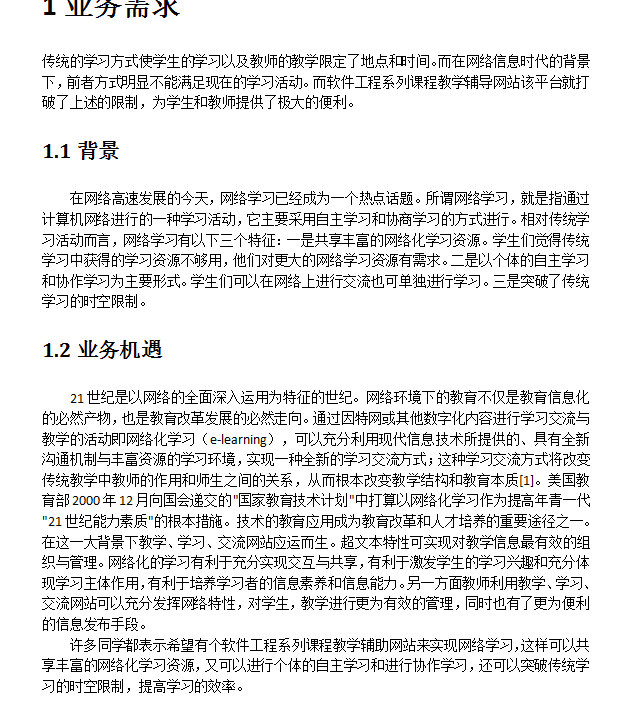 1 业务需求
传统的学习方式使学生的学习以及教师的教学限定了地点和时间。而在网络信息时代的背景
下，前者方式明显不能满足现在的学习活动。而软件工程系列课程教学辅导网站该平台就打
破了上述的限制，为学生和教师提供了极大的便利。
1.1 背景
在网络高速发展的今天，网络学习已经成为一个热点话题。所谓网络学习，就是指通过
计算机网络进行的一种学习活动，它主要采用自主学习和协商学习的方式进行。相对传统学
习活动而言，网络学习有以下三个特征：一是共享丰富的网络化学习资源。学生们觉得传统
学习中获得的学习资源不够用，他们对更大的网络学习资源有需求。二是以个体的自主学习
和协作学习为主要形式。学生们可以在网络上进行交流也可单独进行学习。三是突破了传统
学习的时空限制。
1.2 业务机遇
21 世纪是以网络的全面深入运用为特征的世纪。网络环境下的教育不仅是教育信息化
的必然产物，也是教育改革发展的必然走向。通过因特网或其他数字化内容进行学习交流与
教学的活动即网络化学习（e-learning），可以充分利用现代信息技术所提供的、具有全新
沟通机制与丰富资源的学习环境，实现一种全新的学习交流方式；这种学习交流方式将改变
传统教学中教师的作用和师生之间的关系，从而根本改变教学结构和教育本质[1]。美国教
育部 2000 年 12 月向国会递交的"国家教育技术计划"中打算以网络化学习作为提高年青一代
"21 世纪能力素质"的根本措施。技术的教育应用成为教育改革和人才培养的重要途径之一。
在这一大背景下教学、学习、交流网站应运而生。超文本特性可实现对教学信息最有效的组
织与管理。网络化的学习有利于充分实现交互与共享，有利于激发学生的学习兴趣和充分体
现学习主体作用，有利于培养学习者的信息素养和信息能力。另一方面教师利用教学、学习、
交流网站可以充分发挥网络特性，对学生，教学进行更为有效的管理，同时也有了更为便利
的信息发布手段。
许多同学都表示希望有个软件工程系列课程教学辅助网站来实现网络学习，这样可以共
享丰富的网络化学习资源，又可以进行个体的自主学习和进行协作学习，还可以突破传统学
习的时空限制，提高学习的效率。